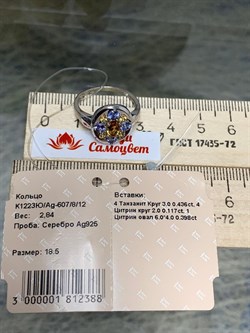 Самоцвет
ГОСТ 17435-72
5-72
Кольцо
К1223Ю/Ag-607/8/12
Вес: 2,84
Проба: Серебро Ag925
Размер: 18.5
3 000001 812388
Вставки:
4 Танзанит Круг 3.0 0.436ct, 4
Цитрин круг 2.0 0.117ct, 1
Цитрин овал 6.0*4.0 0.398ct